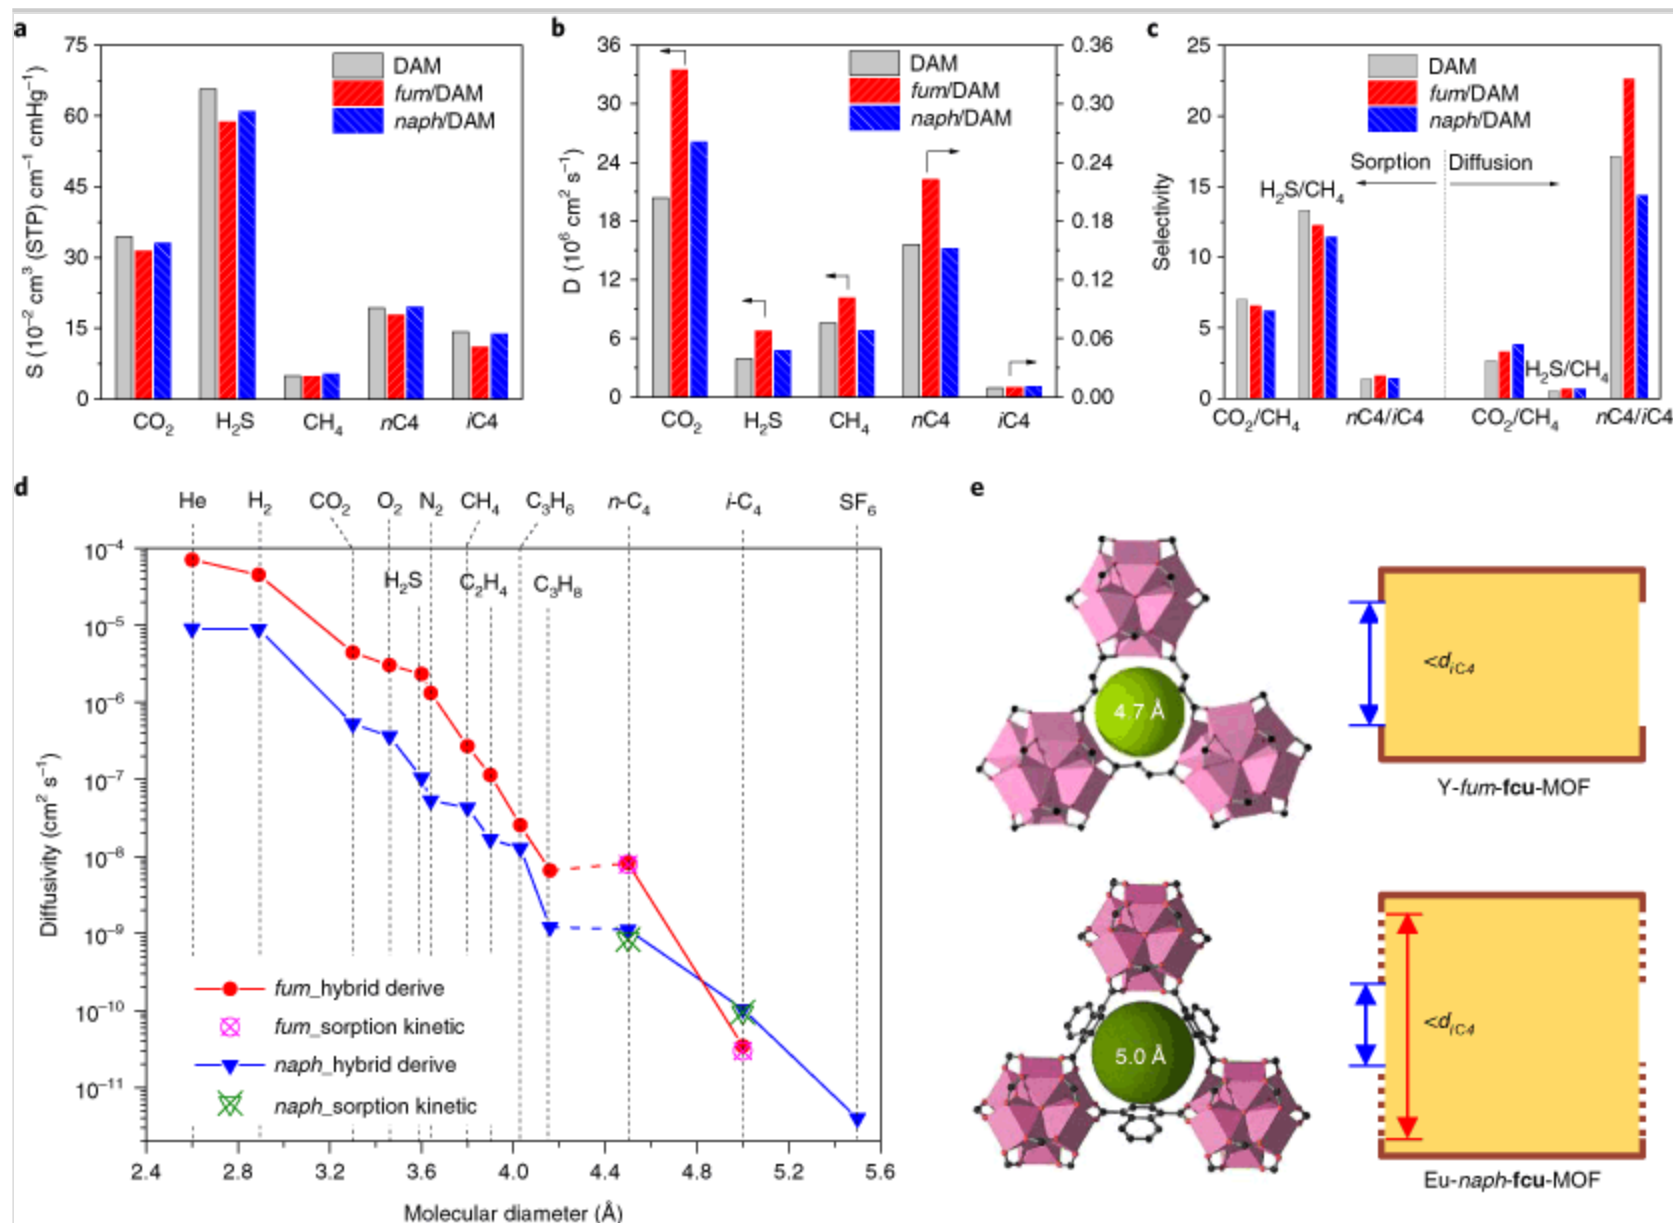 a
75
60
45
30
15
0
S (10⁻² cm³ (STP) cm⁻¹ cmHg⁻¹)
DAM
fum/DAM
naph/DAM
CO₂
H₂S
CH₄
nC4
iC4
b
36
30
24
18
12
6
0
D (10⁶ cm² s⁻¹)
DAM
fum/DAM
naph/DAM
0.36
0.30
0.24
0.18
0.12
0.06
0.00
CO₂
H₂S
CH₄
nC4
iC4
c
25
20
15
10
5
0
Selectivity
DAM
fum/DAM
naph/DAM
Sorption
Diffusion
H₂S/CH₄
H₂S/CH₄
CO₂/CH₄
nC4/iC4
CO₂/CH₄
nC4/iC4
d
He
H₂
CO₂
O₂
N₂
CH₄
C₃H₆
n-C₄
i-C₄
SF₆
H₂S
C₂H₄
C₃H₈
10⁻⁴
10⁻⁵
10⁻⁶
10⁻⁷
10⁻⁸
10⁻⁹
10⁻¹⁰
10⁻¹¹
Diffusivity (cm² s⁻¹)
fum_hybrid derive
fum_sorption kinetic
naph_hybrid derive
naph_sorption kinetic
2.4
2.8
3.2
3.6
4.0
4.4
4.8
5.2
5.6
Molecular diameter (Å)
e
4.7 Å
<d iC4
Y-fum-fcu-MOF
5.0 Å
<d iC4
Eu-naph-fcu-MOF